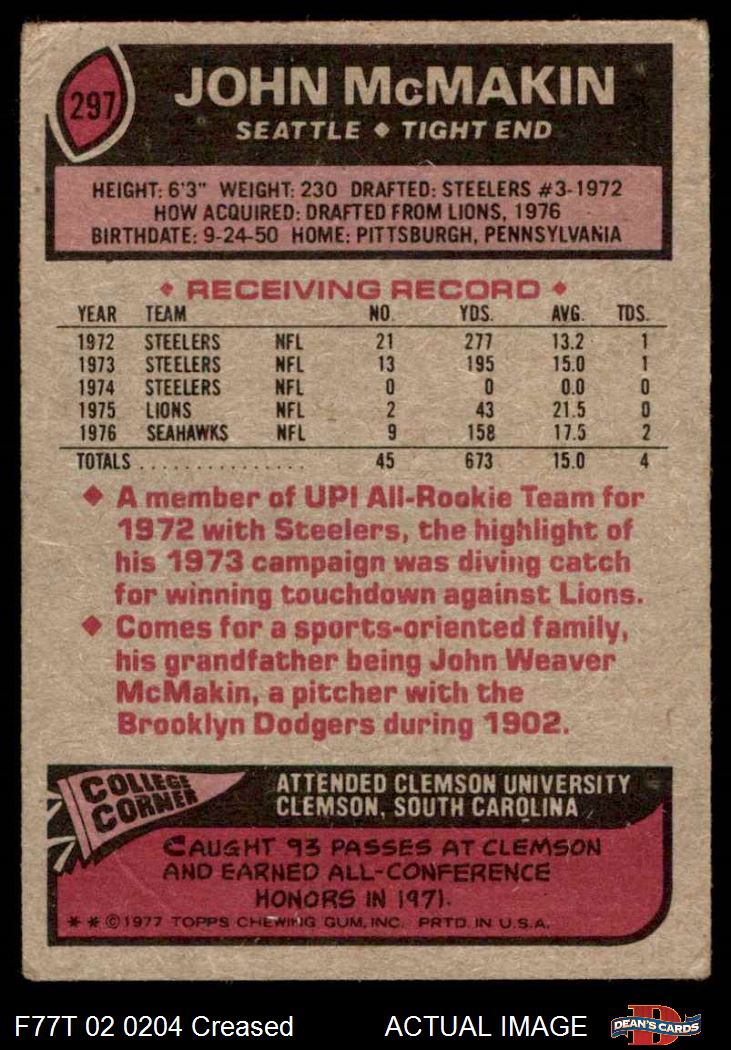 297
JOHN McMAKIN
SEATTLE ◆ TIGHT END
HEIGHT: 6'3" WEIGHT: 230 DRAFTED: STEELERS #3-1972
HOW ACQUIRED: DRAFTED FROM LIONS, 1976
BIRTHDATE: 9-24-50 HOME: PITTSBURGH, PENNSYLVANIA
◆ RECEIVING RECORD ◆
YEAR TEAM NO. YDS. AVG. TDS.
1972 STEELERS NFL 21 277 13.2 1
1973 STEELERS NFL 13 195 15.0 1
1974 STEELERS NFL 0 0 0.0 0
1975 LIONS NFL 2 43 21.5 0
1976 SEAHAWKS NFL 9 158 17.5 2
TOTALS ................ 45 673 15.0 4
◆ A member of UPI All-Rookie Team for
1972 with Steelers, the highlight of
his 1973 campaign was diving catch
for winning touchdown against Lions.
◆ Comes for a sports-oriented family,
his grandfather being John Weaver
McMakin, a pitcher with the
Brooklyn Dodgers during 1902.
COLLEGE
CORNER
ATTENDED CLEMSON UNIVERSITY
CLEMSON, SOUTH CAROLINA
CAUGHT 93 PASSES AT CLEMSON
AND EARNED ALL-CONFERENCE
HONORS IN 1971.
**©1977 TOPPS CHEWING GUM, INC. PRTD. IN U.S.A.
F77T 02 0204 Creased ACTUAL IMAGE
D
DEAN'S CARDS